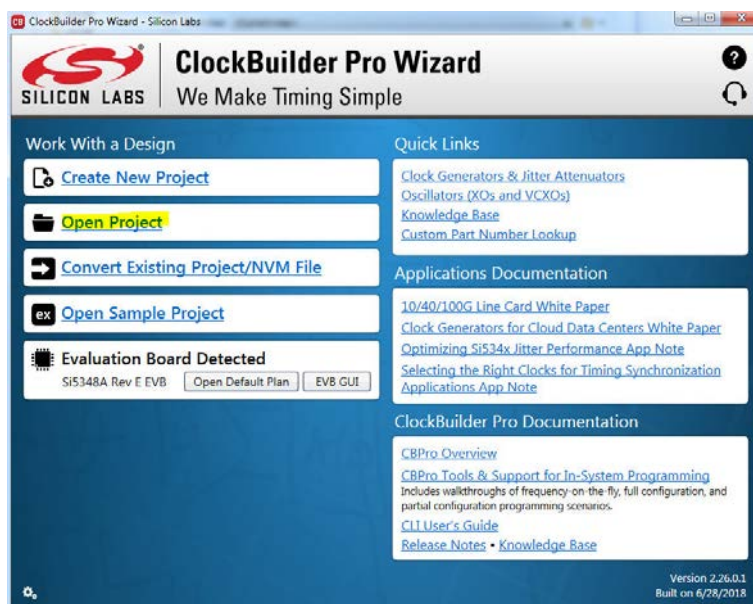 CB ClockBuilder Pro Wizard - Silicon Labs
SILICON LABS
ClockBuilder Pro Wizard
We Make Timing Simple
?
Work With a Design
Create New Project
Open Project
Convert Existing Project/NVM File
ex Open Sample Project
Evaluation Board Detected
Si5348A Rev E EVB Open Default Plan EVB GUI
Quick Links
Clock Generators & Jitter Attenuators
Oscillators (XOs and VCXOs)
Knowledge Base
Custom Part Number Lookup
Applications Documentation
10/40/100G Line Card White Paper
Clock Generators for Cloud Data Centers White Paper
Optimizing Si534x Jitter Performance App Note
Selecting the Right Clocks for Timing Synchronization
Applications App Note
ClockBuilder Pro Documentation
CBPro Overview
CBPro Tools & Support for In-System Programming
Includes walkthroughs of frequency-on-the-fly, full configuration, and
partial configuration programming scenarios.
CLI User's Guide
Release Notes • Knowledge Base
Version 2.26.0.1
Built on 6/28/2018